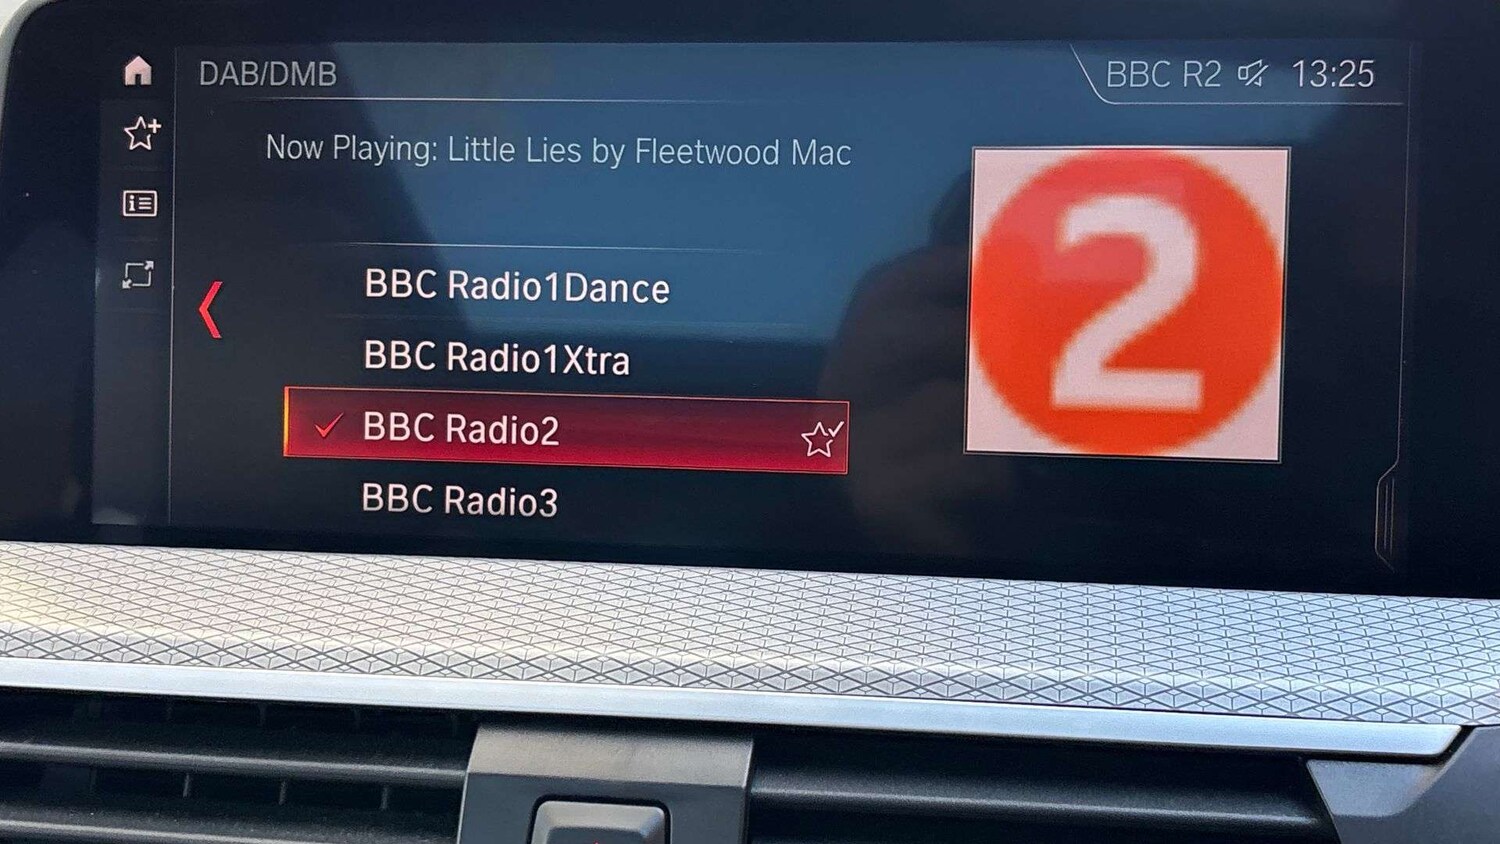 DAB/DMB
BBC R2 13:25
Now Playing: Little Lies by Fleetwood Mac
BBC Radio1Dance
BBC Radio1Xtra
BBC Radio2
BBC Radio3
2